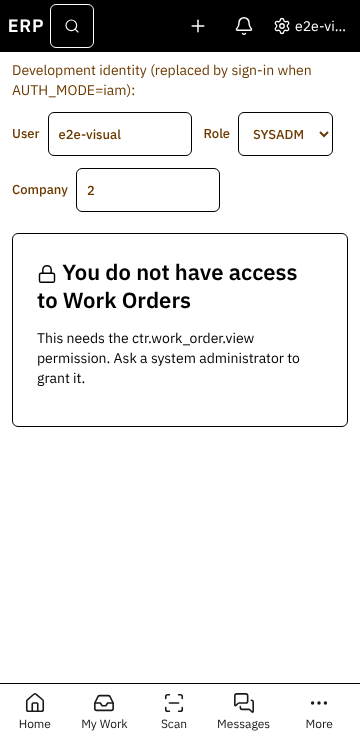 ERP
e2e-vi...
Development identity (replaced by sign-in when
AUTH_MODE=iam):
User e2e-visual Role SYSADM
Company 2
You do not have access
to Work Orders
This needs the ctr.work_order.view
permission. Ask a system administrator to
grant it.
Home My Work Scan Messages More